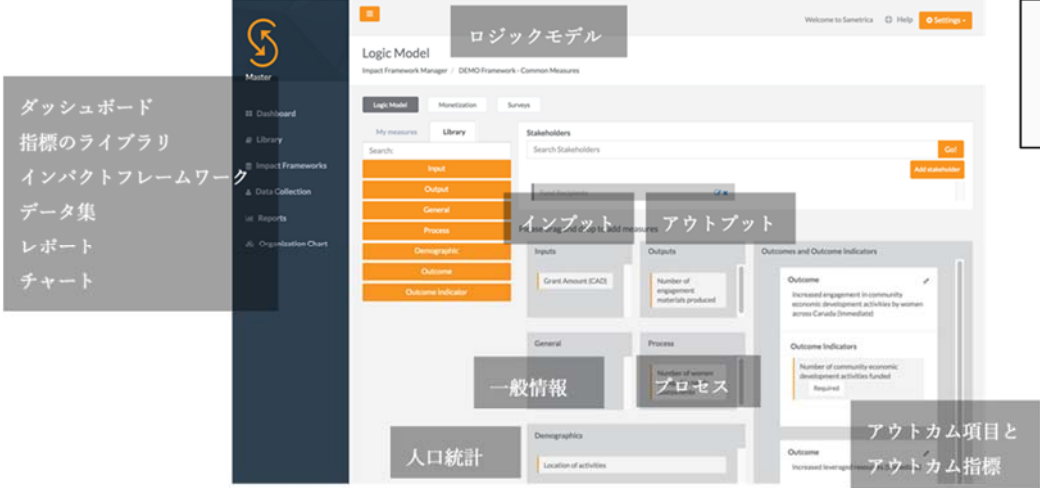 Welcome to Sametrica
Help
Settings
ロジックモデル
Logic Model
Impact Framework Manager / DEMO Framework - Common Measures
Master
ダッシュボード
指標のライブラリ
インパクトフレームワーク
データ集
レポート
チャート
Dashboard
Library
Impact Frameworks
Data Collection
Reports
Organization Chart
Logic Model
Monetization
Surveys
My measures
Library
Search:
Input
Output
General
Process
Demographic
Outcome
Outcome Indicator
Stakeholders
Search Stakeholders
Go!
Add stakeholder
インプット
アウトプット
Please drag and drop to add measures
Inputs
Grant Amount (CAD)
Outputs
Number of
engagement
materials produced
Outcomes and Outcome Indicators
Outcome
Increased engagement in community
economic development activities by women
across Canada (Immediate)
Outcome Indicators
Number of community economic
development activities funded
Required
General
一般情報
Process
Number of women
プロセス
人口統計
Demographics
Location of activities
Outcome
Increased leveraged
アウトカム項目と
アウトカム指標